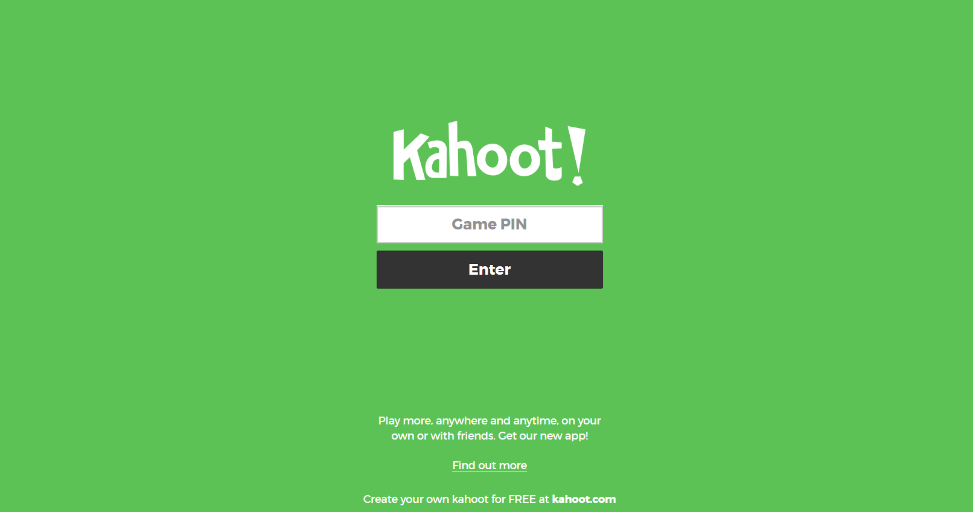 Kahoot!
Game PIN
Enter
Play more, anywhere and anytime, on your
own or with friends. Get our new app!
Find out more
Create your own kahoot for FREE at kahoot.com